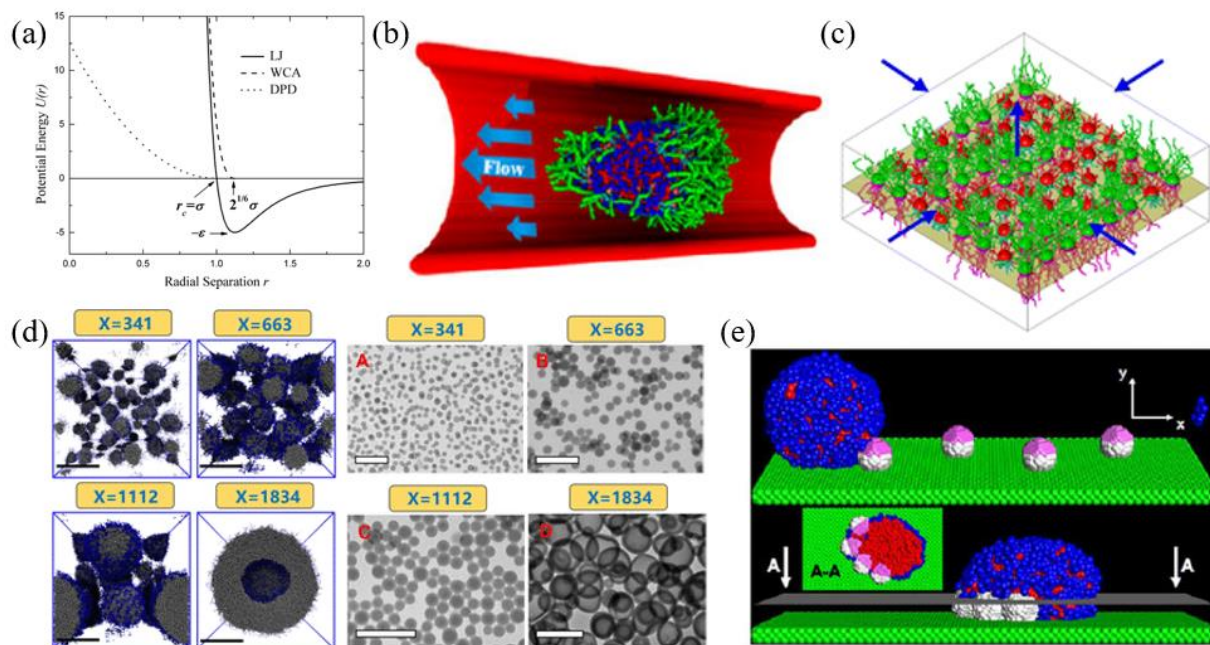 (a)
15
10
5
0
-5
Potential Energy U(r)
LJ
WCA
DPD
r_c=σ
2^{1/6}σ
-ε
0.0 0.5 1.0 1.5 2.0
Radial Separation r
(b)
Flow
(c)
(d)
X=341 X=663 X=341 X=663
A B
X=1112 X=1834 X=1112 X=1834
C D
(e)
y
x
A A-A A